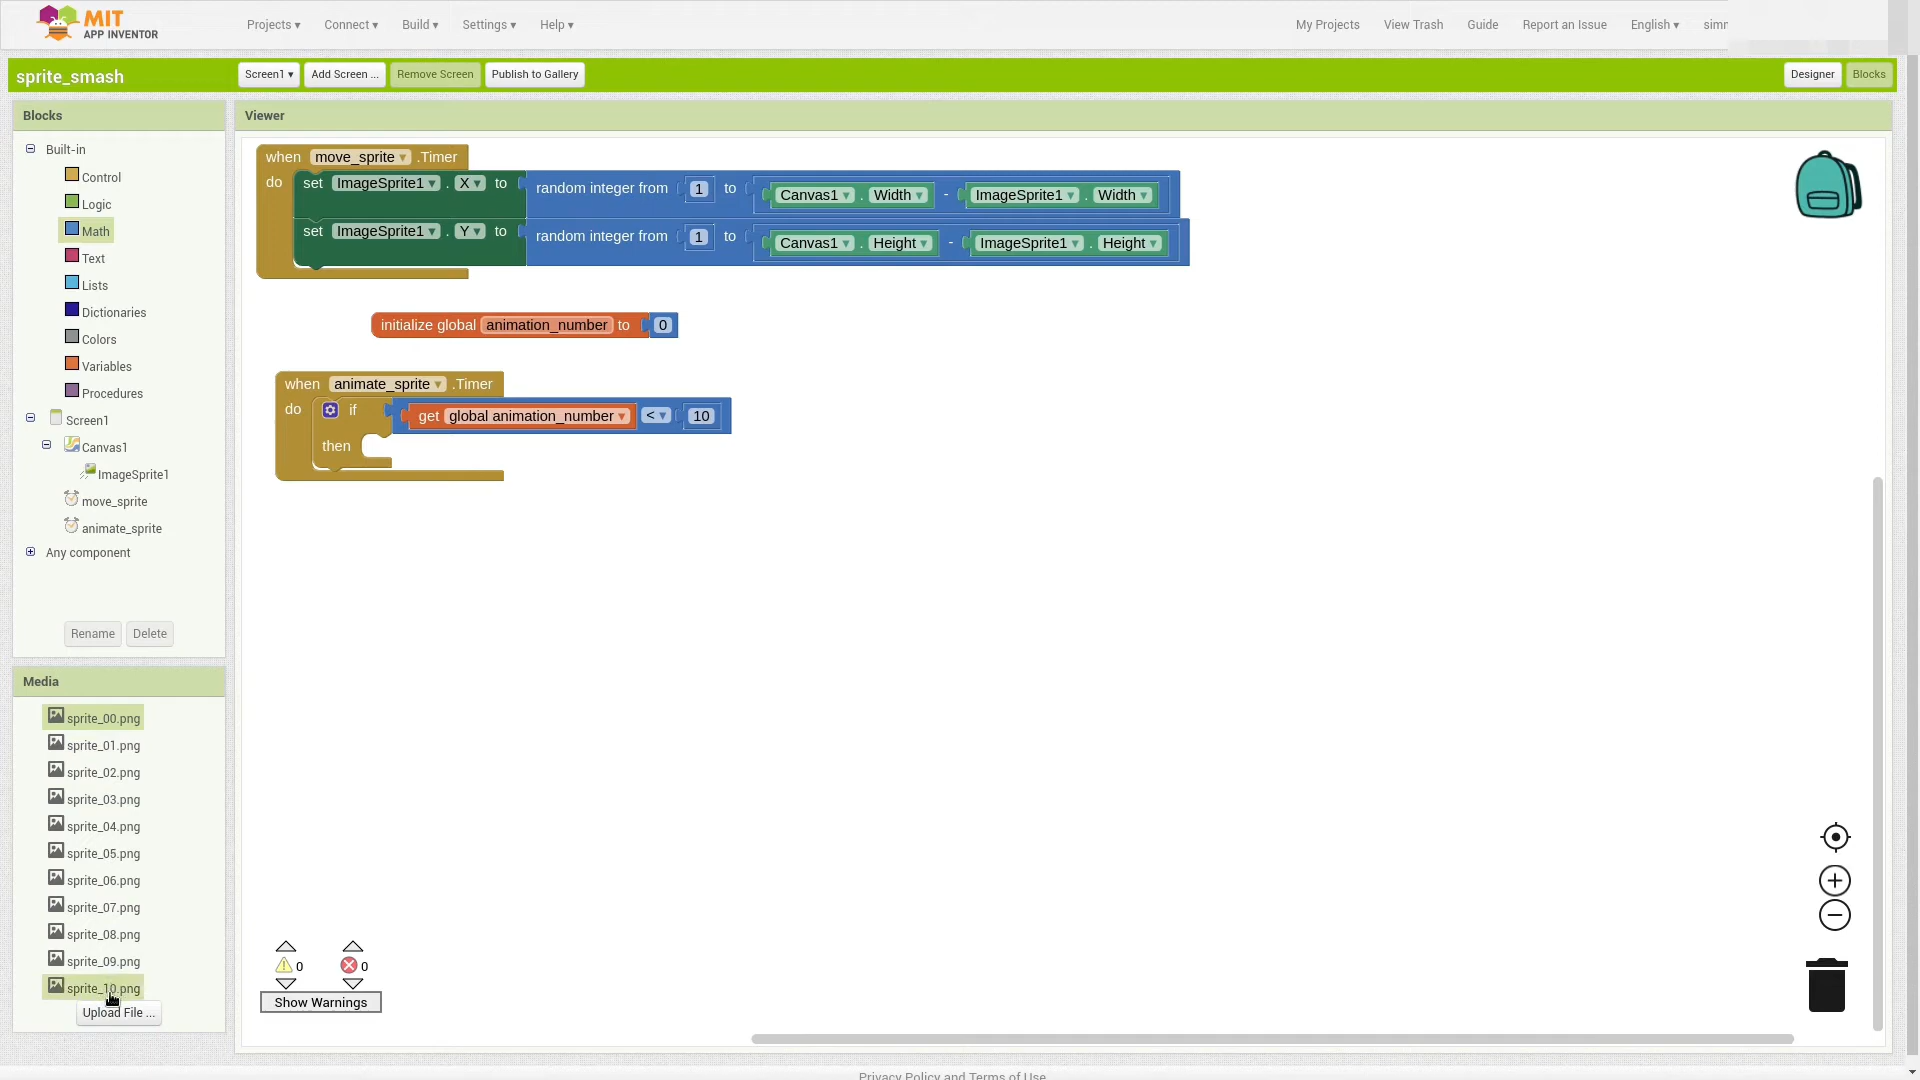 MIT
APP INVENTOR
Projects ▾ Connect ▾ Build ▾ Settings ▾ Help ▾ My Projects View Trash Guide Report an Issue English ▾
sprite_smash Screen1 ▾ Add Screen ... Remove Screen Publish to Gallery Designer Blocks
Blocks
Built-in
Control
Logic
Math
Text
Lists
Dictionaries
Colors
Variables
Procedures
Screen1
Canvas1
ImageSprite1
move_sprite
animate_sprite
Any component
Rename Delete
Media
sprite_00.png
sprite_01.png
sprite_02.png
sprite_03.png
sprite_04.png
sprite_05.png
sprite_06.png
sprite_07.png
sprite_08.png
sprite_09.png
sprite_10.png
Upload File ...
Viewer
when move_sprite ▾ .Timer
do set ImageSprite1 ▾ . X ▾ to random integer from 1 to Canvas1 ▾ . Width ▾ - ImageSprite1 ▾ . Width ▾
set ImageSprite1 ▾ . Y ▾ to random integer from 1 to Canvas1 ▾ . Height ▾ - ImageSprite1 ▾ . Height ▾
initialize global animation_number to 0
when animate_sprite ▾ .Timer
do if get global animation_number ▾ < ▾ 10
then
0 0
Show Warnings
Privacy Policy and Terms of Use